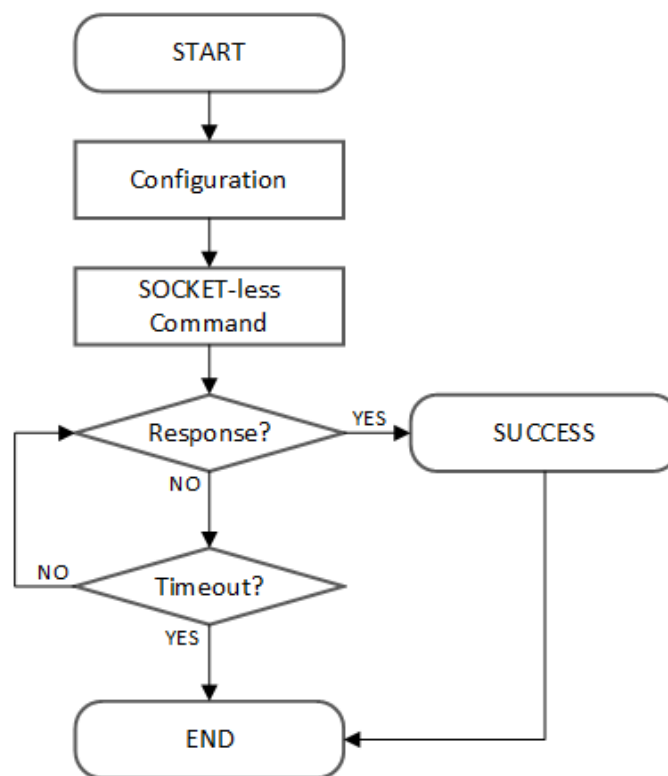 START
Configuration
SOCKET-less
Command
Response?
YES
SUCCESS
NO
NO
Timeout?
YES
END